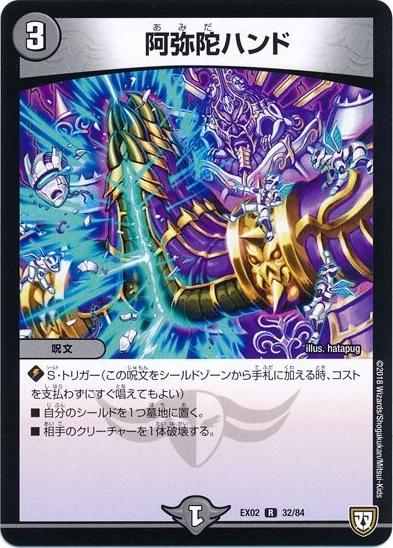 3
あみだ
阿弥陀ハンド
illus. hatapug
呪文
S・トリガー(この呪文をシールドゾーンから手札に加える時、コスト
を支払わずにすぐ唱えてもよい)
■自分のシールドを1つ墓地に置く。
■相手のクリーチャーを1体破壊する。
©2018 Wizards/Shogakukan/Mitsui-Kids
EX02 R 32/84